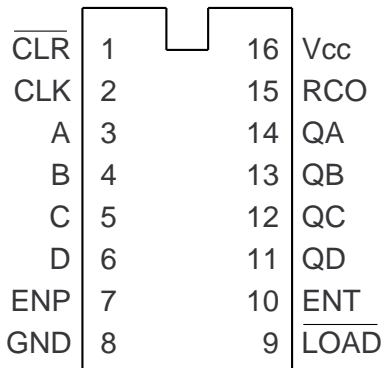 CLR 1 16 Vcc
CLK 2 15 RCO
A 3 14 QA
B 4 13 QB
C 5 12 QC
D 6 11 QD
ENP 7 10 ENT
GND 8 9 LOAD